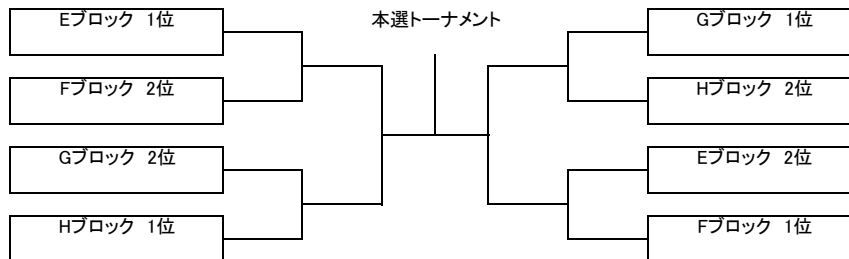 本選トーナメント
Eブロック 1位
Fブロック 2位
Gブロック 2位
Hブロック 1位
Gブロック 1位
Hブロック 2位
Eブロック 2位
Fブロック 1位